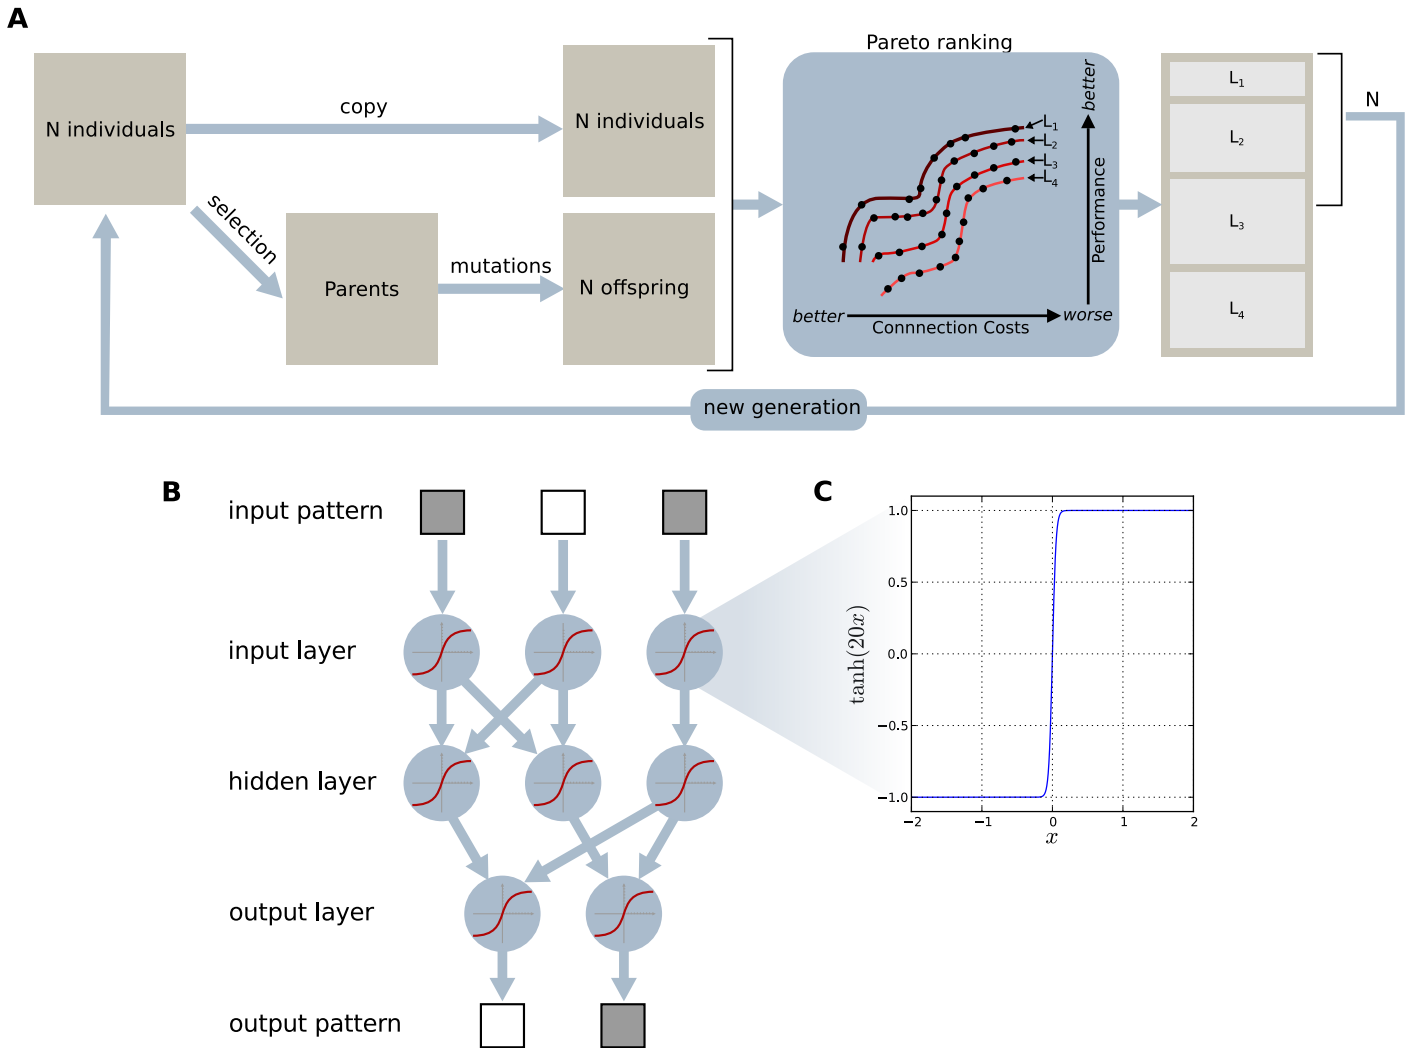 A
N individuals
copy
N individuals
selection
Parents
mutations
N offspring
Pareto ranking
better
Performance
L1
L2
L3
L4
better
Connnection Costs
worse
L1
L2
L3
L4
N
new generation
B
input pattern
input layer
hidden layer
output layer
output pattern
C
tanh(20x)
1.0
0.5
0.0
−0.5
−1.0
−2
−1
0
1
2
x